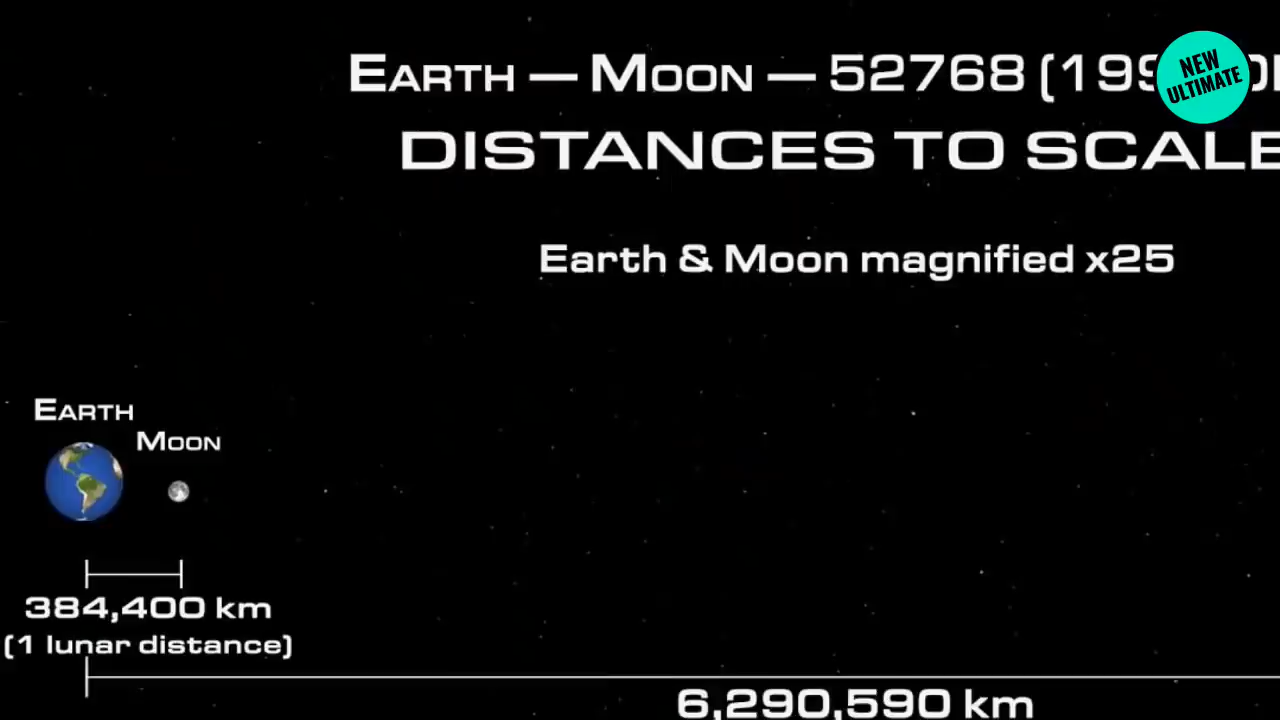 EARTH — MOON — 52768 (199
NEW
ULTIMATE
DISTANCES TO SCALE
Earth & Moon magnified x25
EARTH
MOON
384,400 km
(1 lunar distance)
6,290,590 km